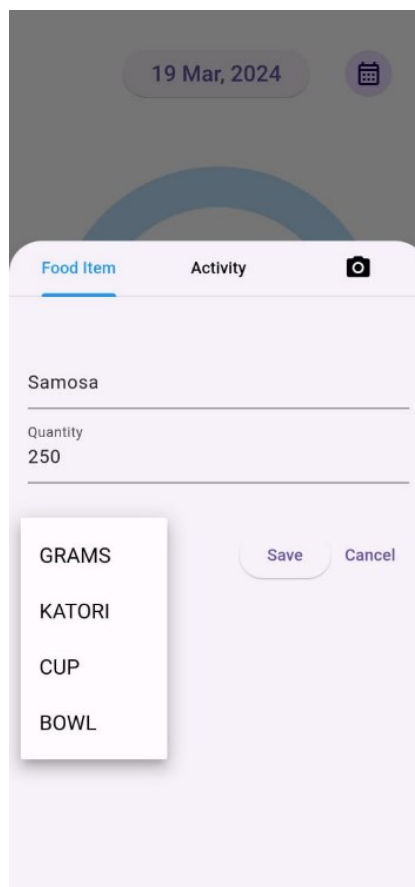 19 Mar, 2024
Food Item Activity
Samosa
Quantity
250
GRAMS
Save Cancel
KATORI
CUP
BOWL